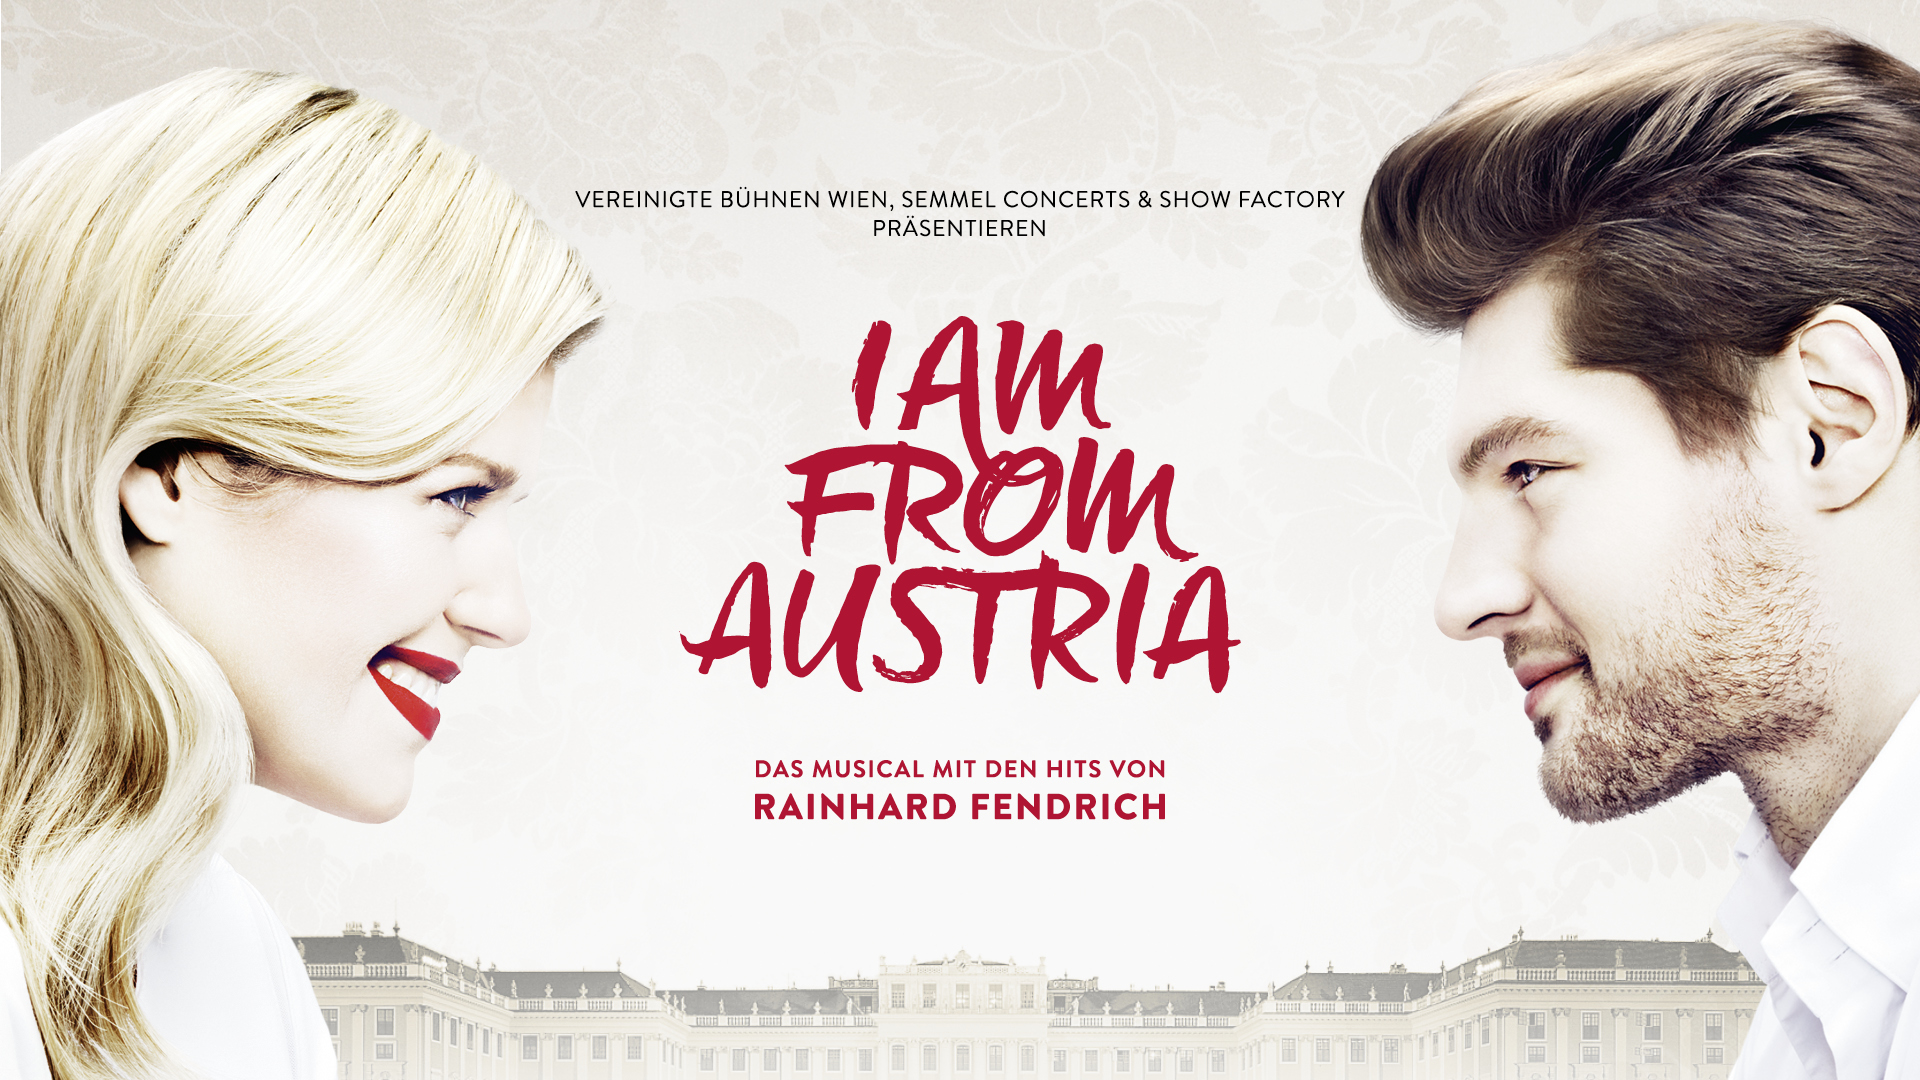 VEREINIGTE BÜHNEN WIEN, SEMMEL CONCERTS & SHOW FACTORY
PRÄSENTIEREN
I AM
FROM
AUSTRIA
DAS MUSICAL MIT DEN HITS VON
RAINHARD FENDRICH